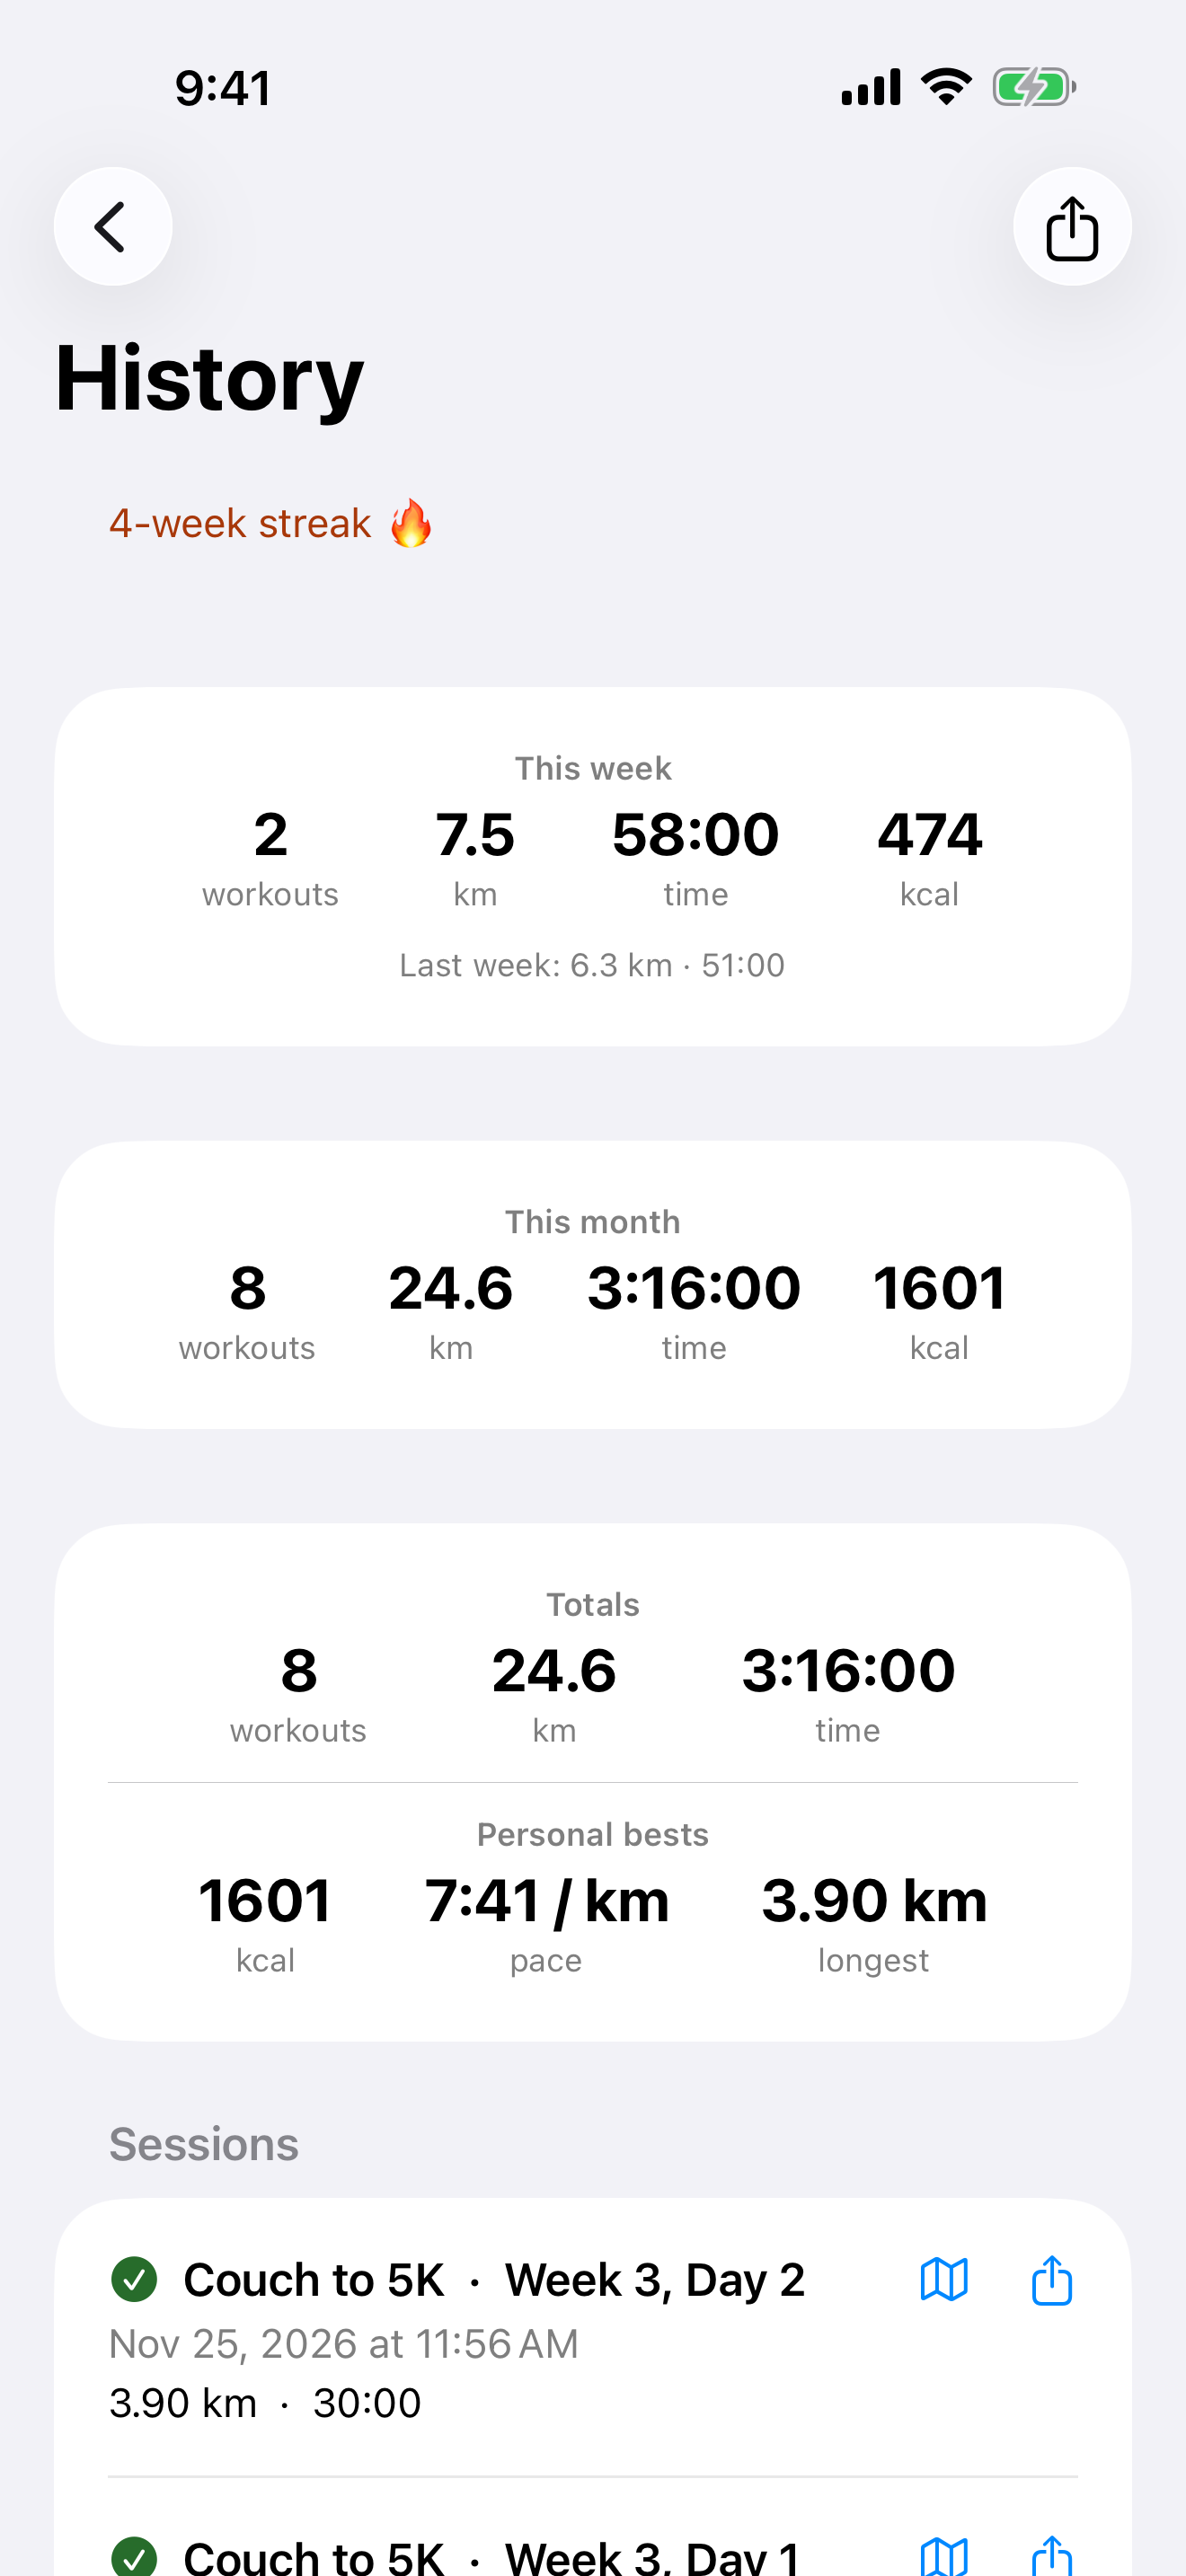 9:41
History
4-week streak 🔥
This week
2 7.5 58:00 474
workouts km time kcal
Last week: 6.3 km · 51:00
This month
8 24.6 3:16:00 1601
workouts km time kcal
Totals
8 24.6 3:16:00
workouts km time
Personal bests
1601 7:41 / km 3.90 km
kcal pace longest
Sessions
Couch to 5K · Week 3, Day 2
Nov 25, 2026 at 11:56 AM
3.90 km · 30:00
Couch to 5K · Week 3, Day 1